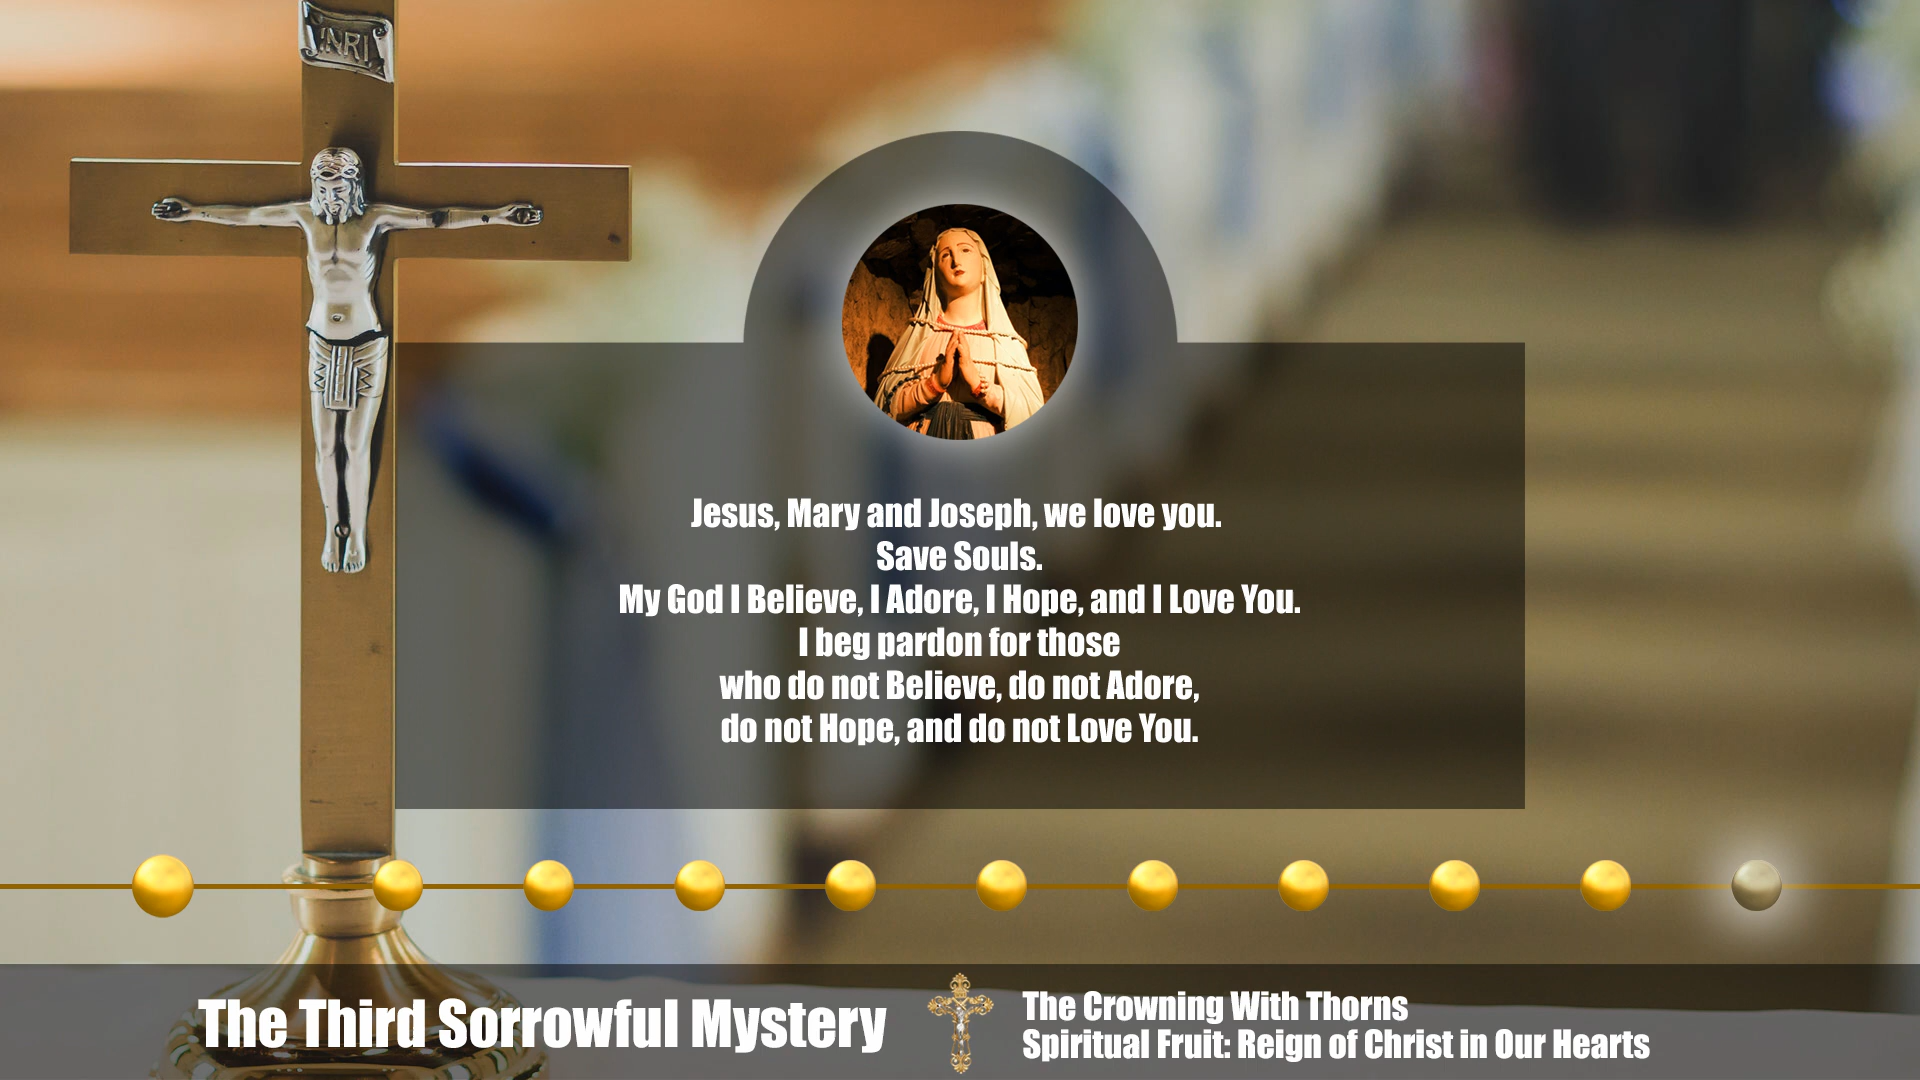 INRI
Jesus, Mary and Joseph, we love you.
Save Souls.
My God I Believe, I Adore, I Hope, and I Love You.
I beg pardon for those
who do not Believe, do not Adore,
do not Hope, and do not Love You.
The Third Sorrowful Mystery
The Crowning With Thorns
Spiritual Fruit: Reign of Christ in Our Hearts